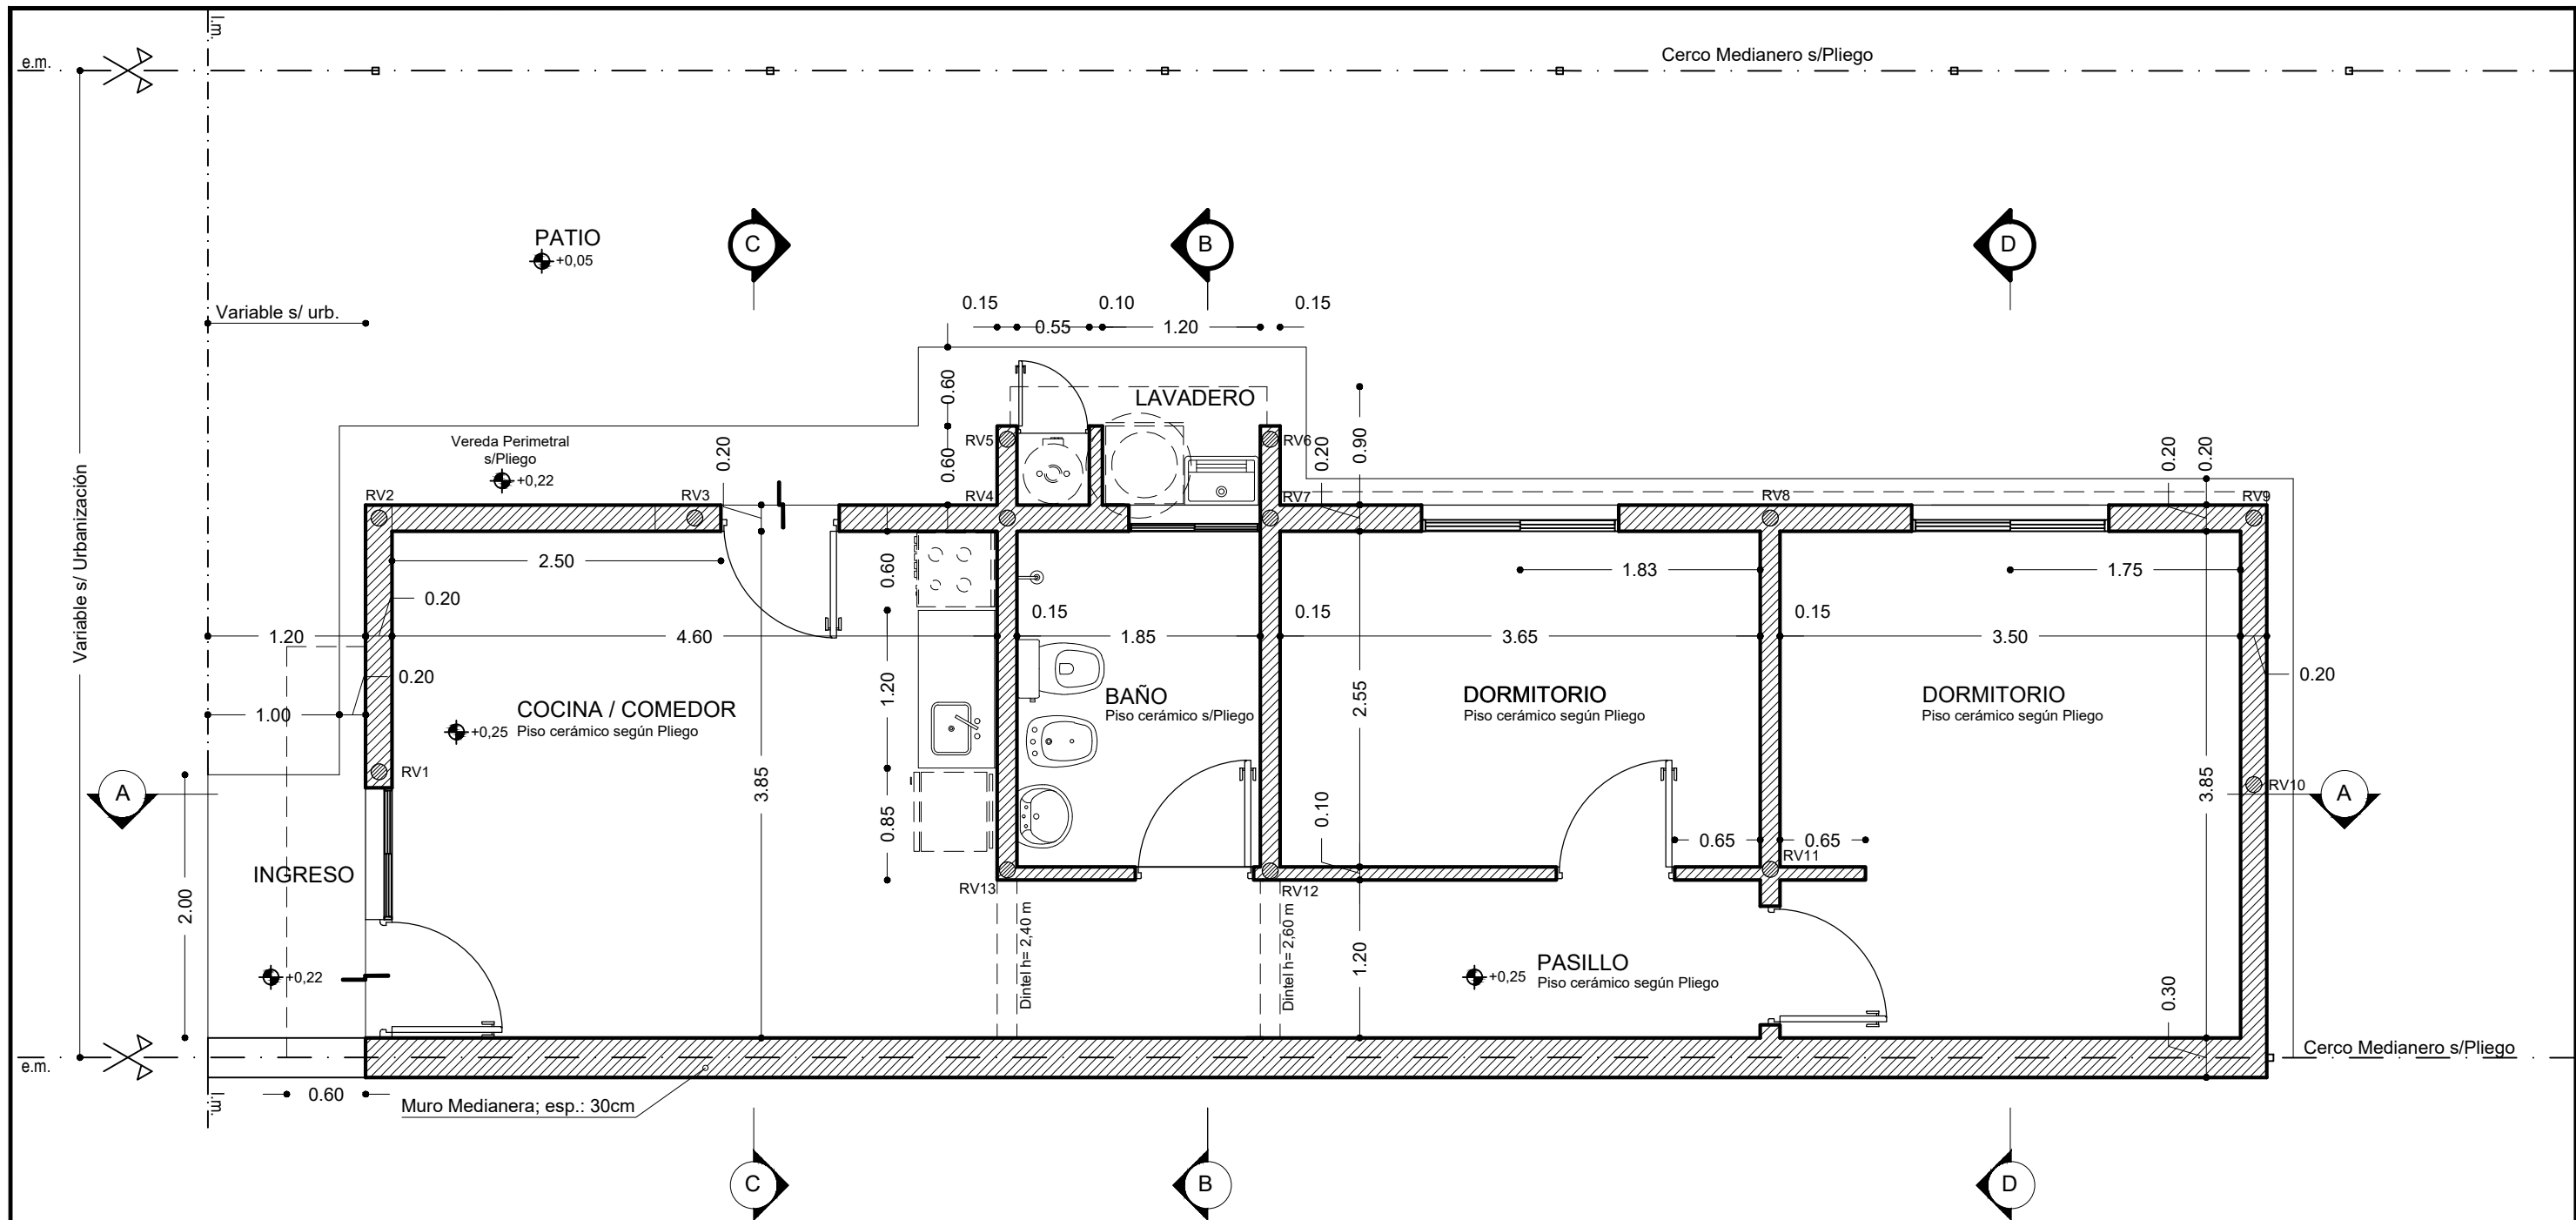 l.m.
e.m.
Cerco Medianero s/Pliego
C
B
D
PATIO
+0,05
Variable s/ urb.
0.15
0.10
0.15
0.55
1.20
0.60
LAVADERO
0.90
Vereda Perimetral
s/Pliego
+0,22
0.20
0.60
RV5
RV6
0.20
0.20
0.20
RV2
RV3
RV4
RV7
RV8
RV9
2.50
0.60
1.83
1.75
0.20
0.15
0.15
0.15
1.20
4.60
1.85
3.65
3.50
Variable s/ Urbanización
0.20
0.20
1.00
1.20
2.55
COCINA / COMEDOR
+0,25
Piso cerámico según Pliego
BAÑO
Piso cerámico s/Pliego
DORMITORIO
Piso cerámico según Pliego
DORMITORIO
Piso cerámico según Pliego
RV1
3.85
3.85
A
RV10
A
0.85
0.10
0.65
0.65
INGRESO
RV11
RV13
RV12
2.00
Dintel h= 2,40 m
Dintel h= 2,60 m
1.20
PASILLO
+0,25
Piso cerámico según Pliego
+0,22
0.30
e.m.
Cerco Medianero s/Pliego
l.m.
0.60
Muro Medianera; esp.: 30cm
C
B
D